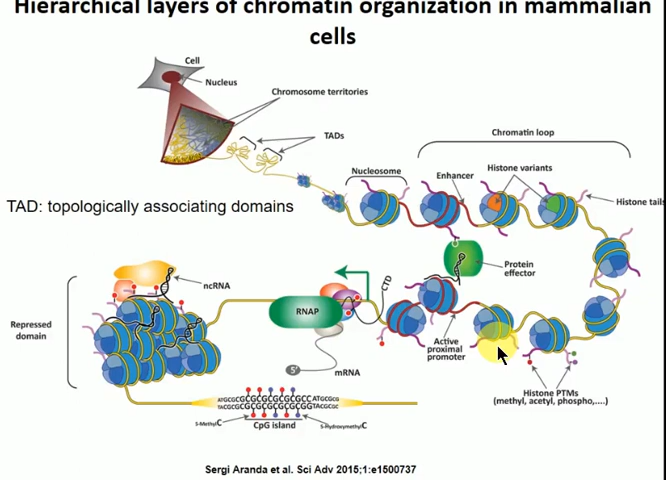 Hierarchical layers of chromatin organization in mammalian
cells
Cell
Nucleus
Chromosome territories
TADs
Chromatin loop
Nucleosome
Enhancer
Histone variants
Histone tails
TAD: topologically associating domains
Protein
effector
ncRNA
CTD
RNAP
Repressed
domain
Active
proximal
promoter
mRNA
5'
Histone PTMs
(methyl, acetyl, phospho,....)
CpG island
5-MethylC
5-HydroxymethylC
Sergi Aranda et al. Sci Adv 2015;1:e1500737